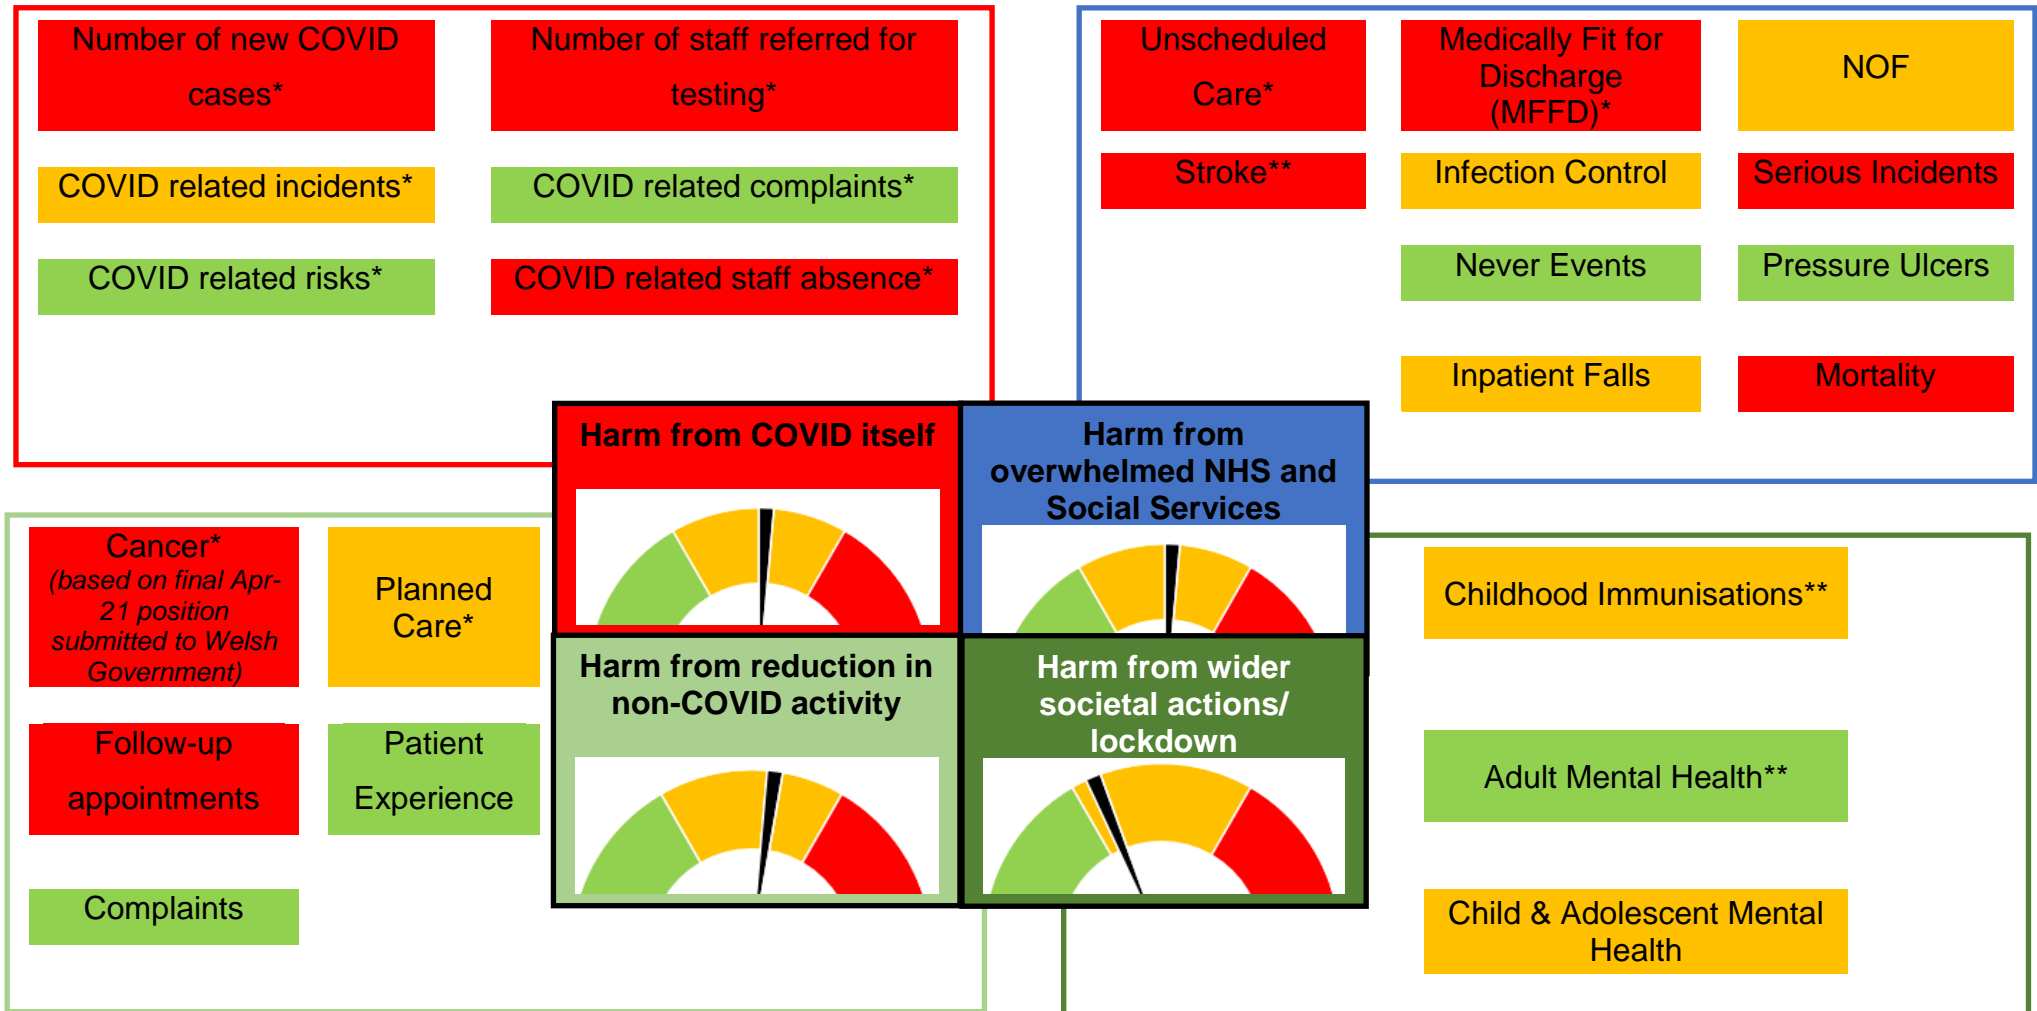 Number of new COVID
cases*
Number of staff referred for
testing*
COVID related incidents*
COVID related complaints*
COVID related risks*
COVID related staff absence*
Unscheduled
Care*
Medically Fit for
Discharge
(MFFD)*
NOF
Stroke**
Infection Control
Serious Incidents
Never Events
Pressure Ulcers
Inpatient Falls
Mortality
Harm from COVID itself
Harm from
overwhelmed NHS and
Social Services
Cancer*
(based on final Apr-
21 position
submitted to Welsh
Government)
Planned
Care*
Follow-up
appointments
Patient
Experience
Complaints
Harm from reduction in
non-COVID activity
Harm from wider
societal actions/
lockdown
Childhood Immunisations**
Adult Mental Health**
Child & Adolescent Mental
Health